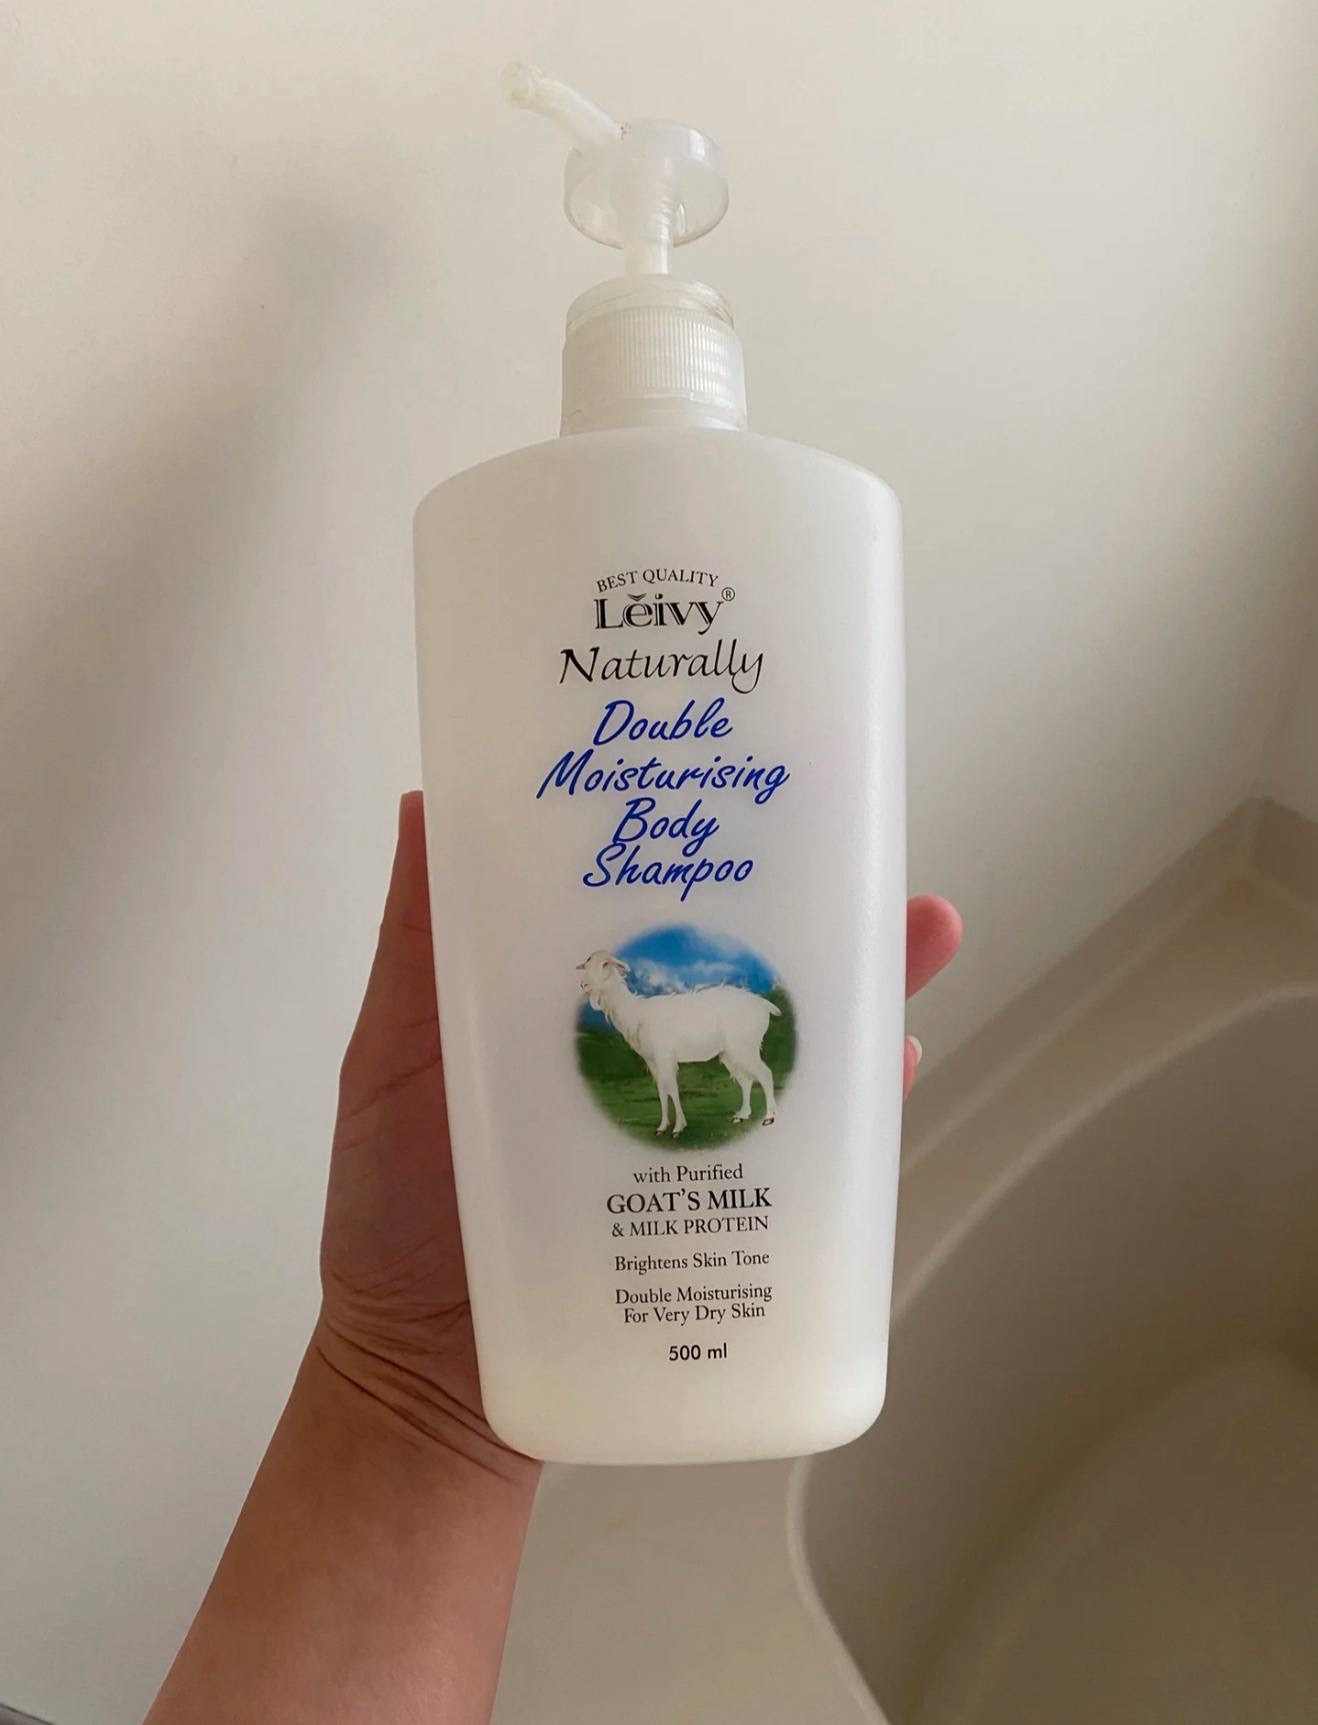 BEST QUALITY
Lĕivy®
Naturally
Double
Moisturising
Body
Shampoo
with Purified
GOAT'S MILK
& MILK PROTEIN
Brightens Skin Tone
Double Moisturising
For Very Dry Skin
500 ml